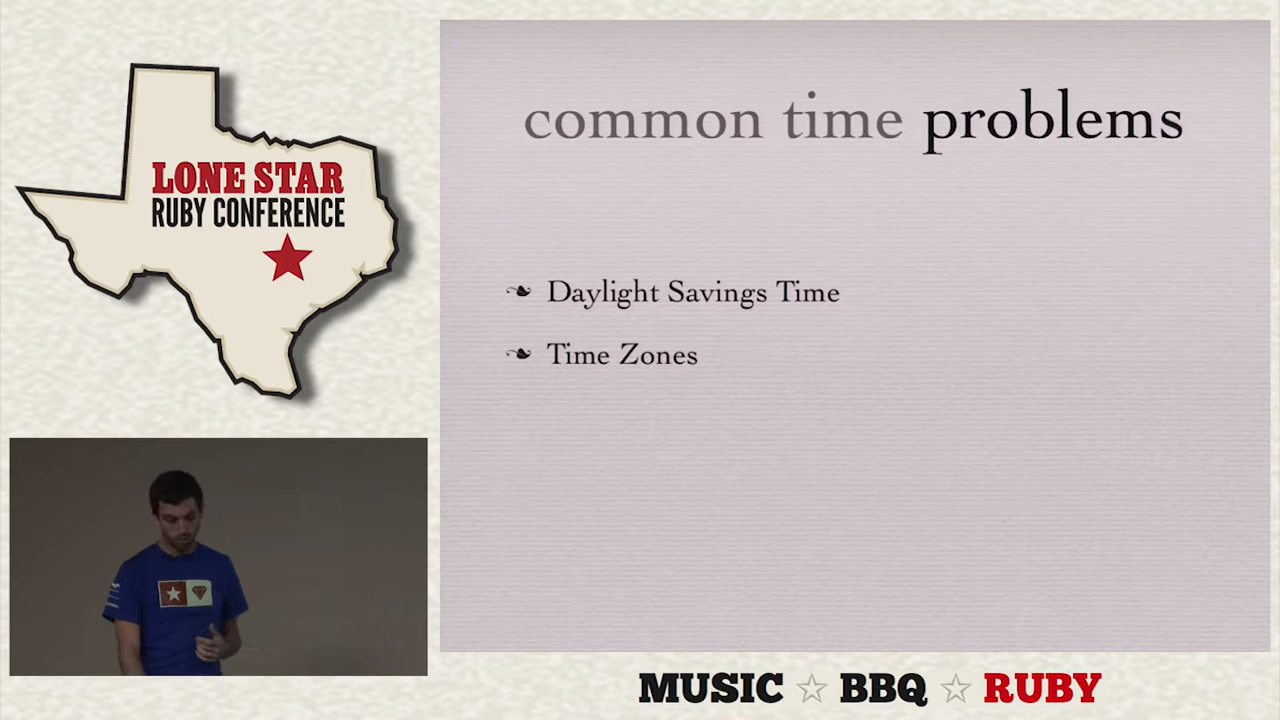 LONE STAR
RUBY CONFERENCE
common time problems
Daylight Savings Time
Time Zones
MUSIC ☆ BBQ ☆ RUBY